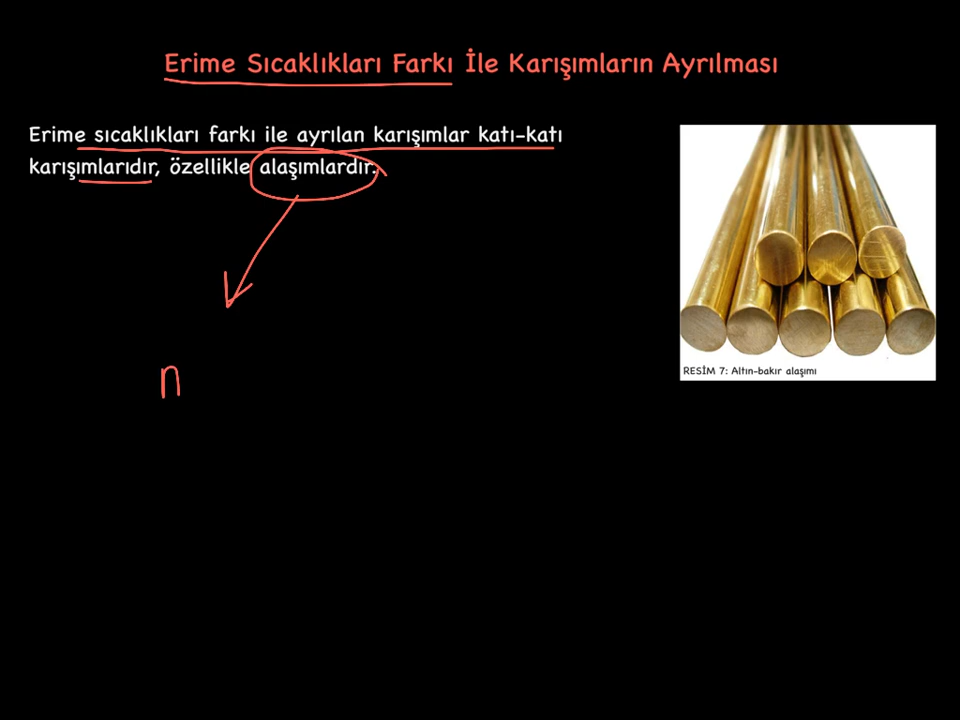 Erime Sıcaklıkları Farkı İle Karışımların Ayrılması
Erime sıcaklıkları farkı ile ayrılan karışımlar katı-katı
karışımlarıdır, özellikle alaşımlardır.
RESİM 7: Altın-bakır alaşımı
n